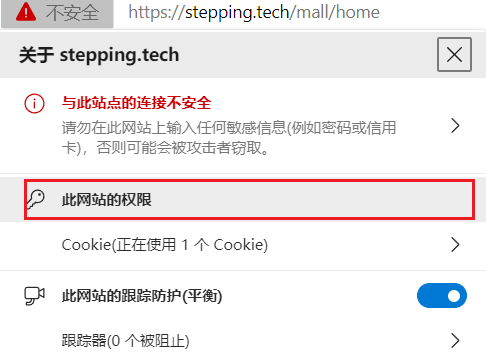 不安全 https://stepping.tech/mall/home
关于 stepping.tech
与此站点的连接不安全
请勿在此网站上输入任何敏感信息(例如密码或信用
卡)，否则可能会被攻击者窃取。
此网站的权限
Cookie(正在使用 1 个 Cookie)
此网站的跟踪防护(平衡)
跟踪器(0 个被阻止)